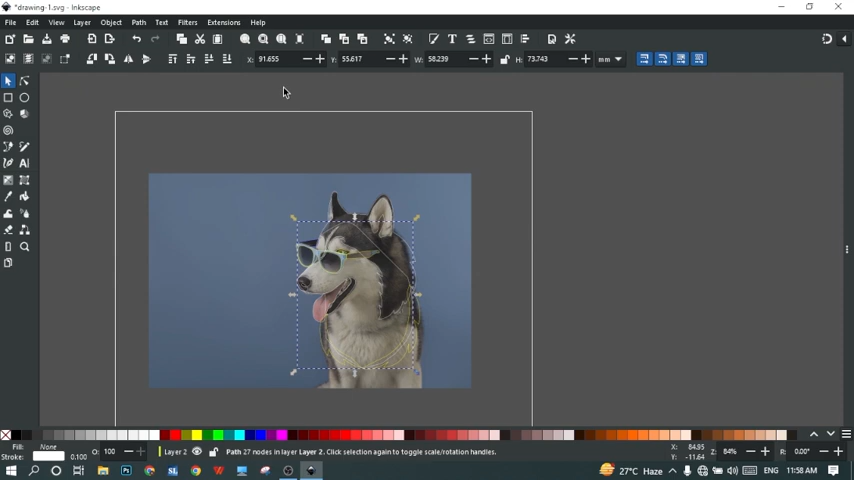 *drawing-1.svg - Inkscape
File Edit View Layer Object Path Text Filters Extensions Help
X: 91.655 Y: 55.617 W: 58.239 H: 73.743 mm
Fill: None O: 100 Layer 2 Path 27 nodes in layer Layer 2. Click selection again to toggle scale/rotation handles. X: 84.95 Z: 84% R: 0.00°
Stroke: 0.100 Y: -11.64
27°C Haze ENG 11:58 AM